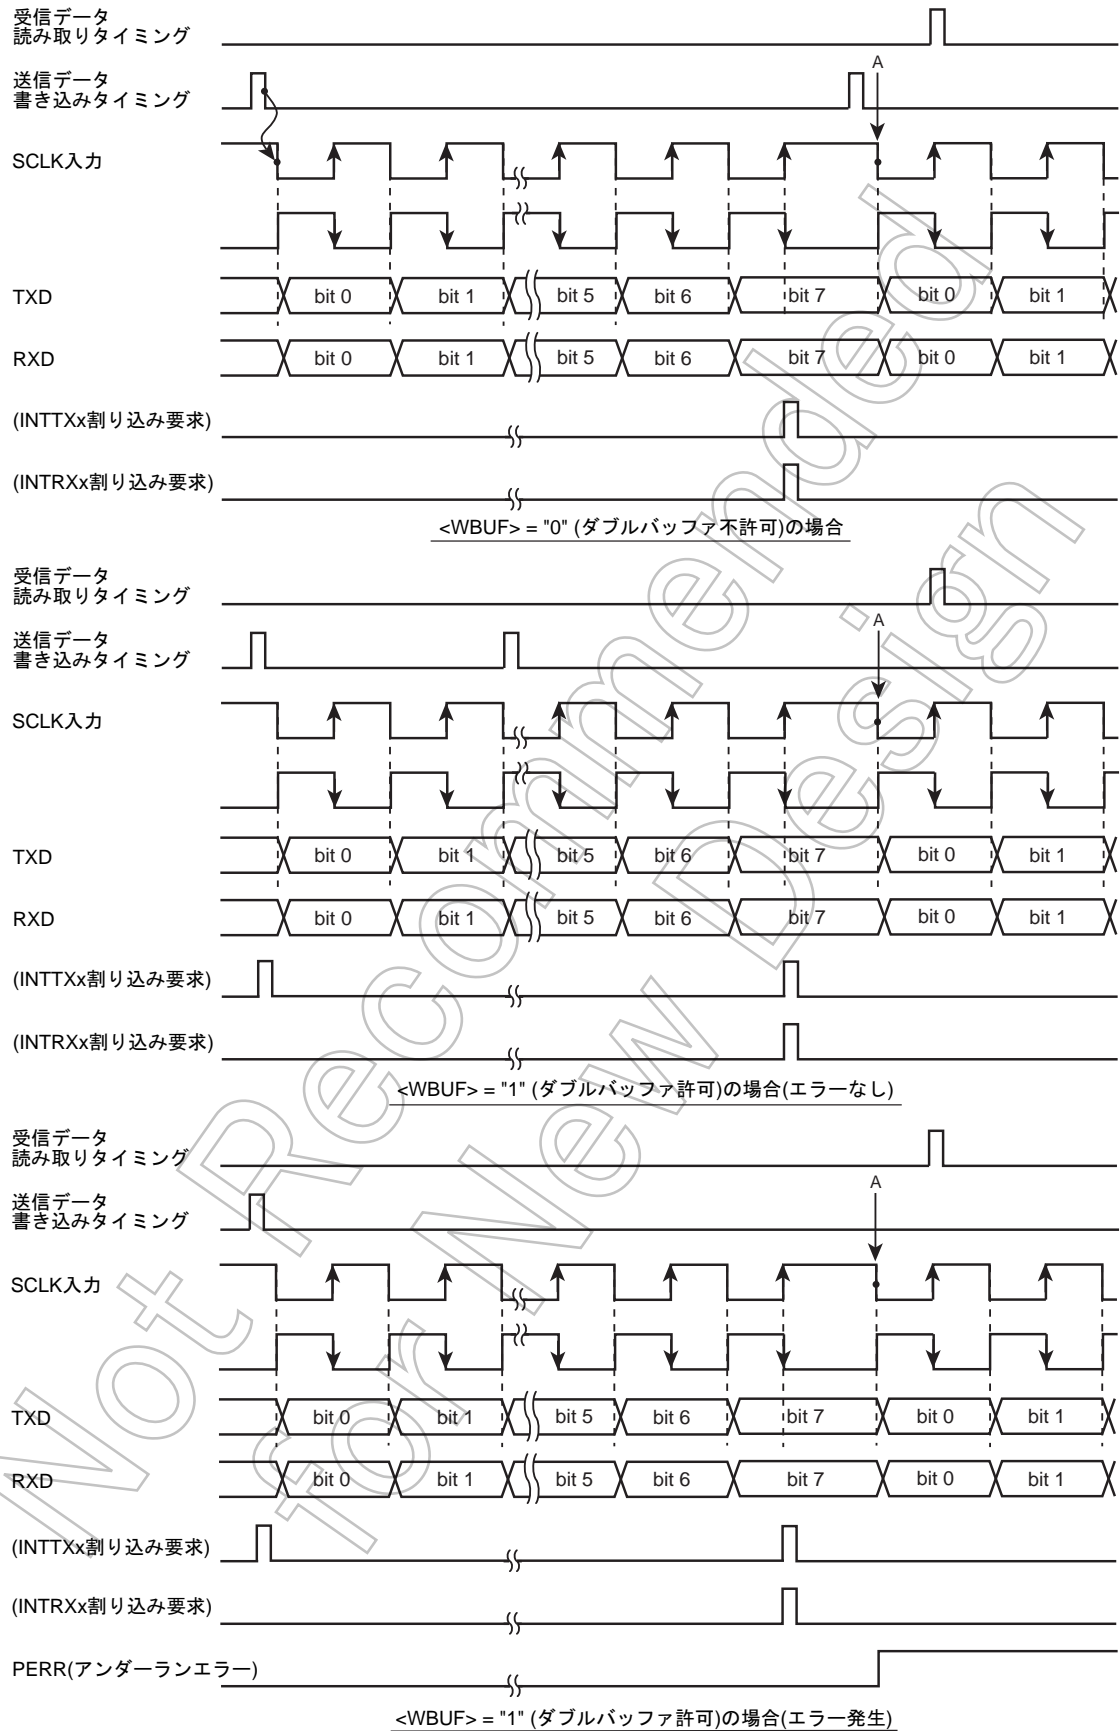 受信データ
読み取りタイミング
送信データ
書き込みタイミング
A
SCLK入力
TXD
bit 0 bit 1 bit 5 bit 6 bit 7 bit 0 bit 1
RXD
bit 0 bit 1 bit 5 bit 6 bit 7 bit 0 bit 1
(INTTXx割り込み要求)
(INTRXx割り込み要求)
<WBUF> = "0" (ダブルバッファ不許可)の場合
受信データ
読み取りタイミング
送信データ
書き込みタイミング
A
SCLK入力
TXD
bit 0 bit 1 bit 5 bit 6 bit 7 bit 0 bit 1
RXD
bit 0 bit 1 bit 5 bit 6 bit 7 bit 0 bit 1
(INTTXx割り込み要求)
(INTRXx割り込み要求)
<WBUF> = "1" (ダブルバッファ許可)の場合(エラーなし)
受信データ
読み取りタイミング
送信データ
書き込みタイミング
A
SCLK入力
TXD
bit 0 bit 1 bit 5 bit 6 bit 7 bit 0 bit 1
RXD
bit 0 bit 1 bit 5 bit 6 bit 7 bit 0 bit 1
(INTTXx割り込み要求)
(INTRXx割り込み要求)
PERR(アンダーランエラー)
<WBUF> = "1" (ダブルバッファ許可)の場合(エラー発生)
Not Recommended
for New Design